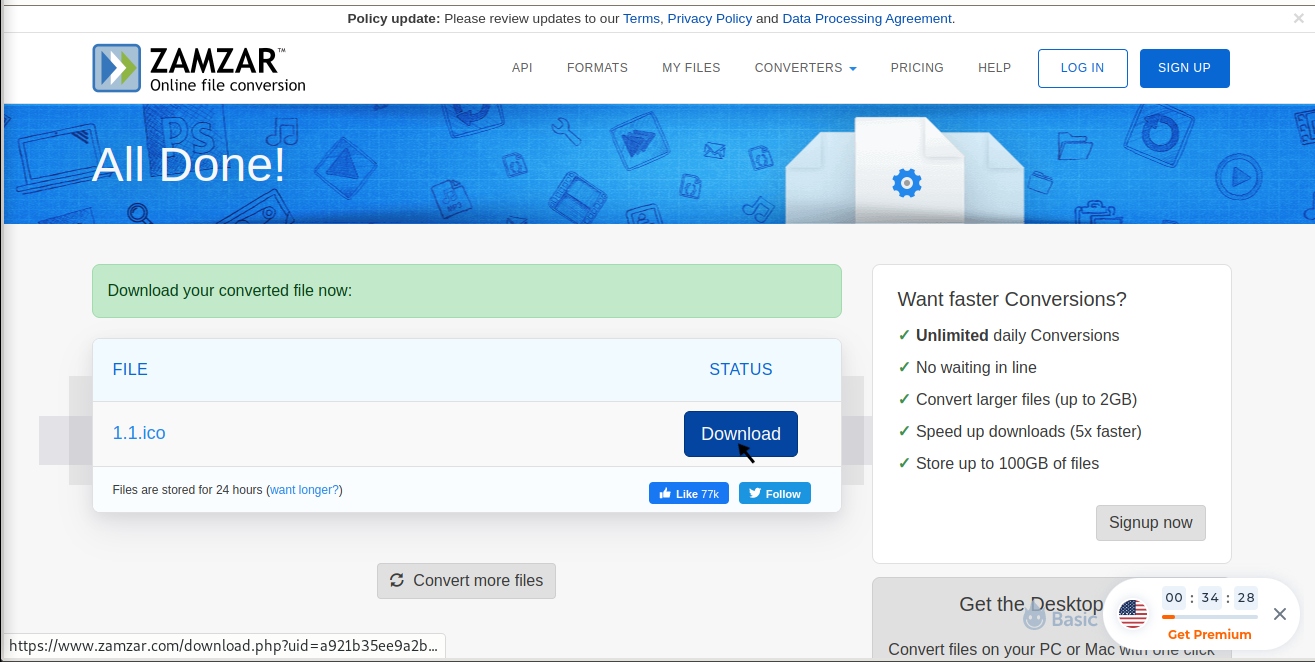 Policy update: Please review updates to our Terms, Privacy Policy and Data Processing Agreement.
ZAMZAR™
Online file conversion
API FORMATS MY FILES CONVERTERS PRICING HELP LOG IN SIGN UP
All Done!
Download your converted file now:
FILE STATUS
1.1.ico Download
Files are stored for 24 hours (want longer?) Like 77k Follow
Convert more files
Want faster Conversions?
✓ Unlimited daily Conversions
✓ No waiting in line
✓ Convert larger files (up to 2GB)
✓ Speed up downloads (5x faster)
✓ Store up to 100GB of files
Signup now
Get the Desktop
Convert files on your PC or Mac with one click
Basic
00 : 34 : 28
Get Premium
https://www.zamzar.com/download.php?uid=a921b35ee9a2b...